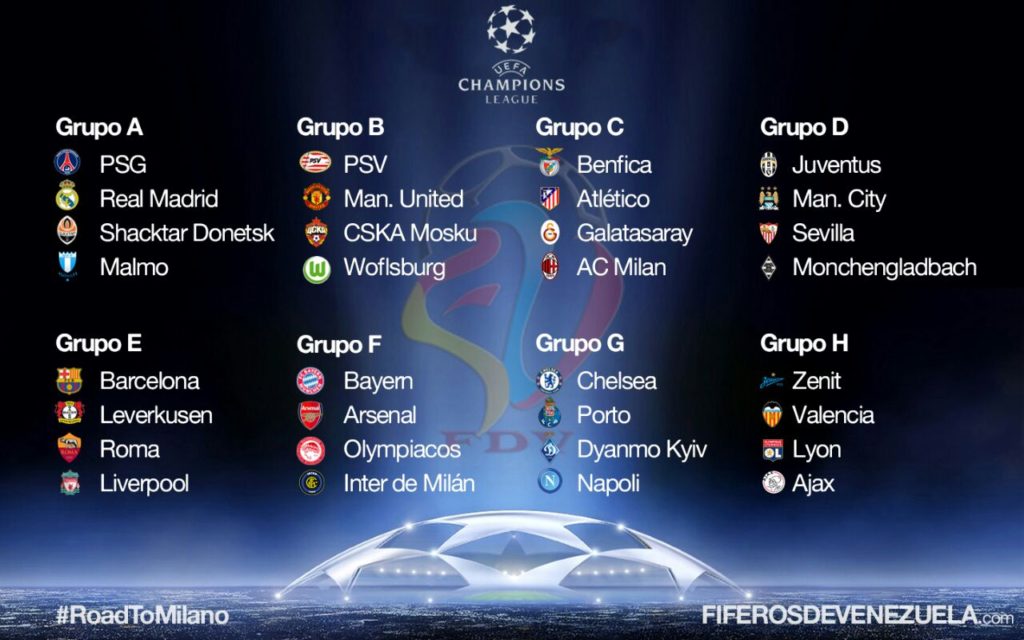 UEFA
CHAMPIONS
LEAGUE
Grupo A
PSG
Real Madrid
Shacktar Donetsk
Malmo
Grupo B
PSV
Man. United
CSKA Mosku
Woflsburg
Grupo C
Benfica
Atlético
Galatasaray
AC Milan
Grupo D
Juventus
Man. City
Sevilla
Monchengladbach
Grupo E
Barcelona
Leverkusen
Roma
Liverpool
Grupo F
Bayern
Arsenal
Olympiacos
Inter de Milán
Grupo G
Chelsea
Porto
Dyanmo Kyiv
Napoli
Grupo H
Zenit
Valencia
Lyon
Ajax
FDV
#RoadToMilano
FIFEROSDEVENEZUELA.com